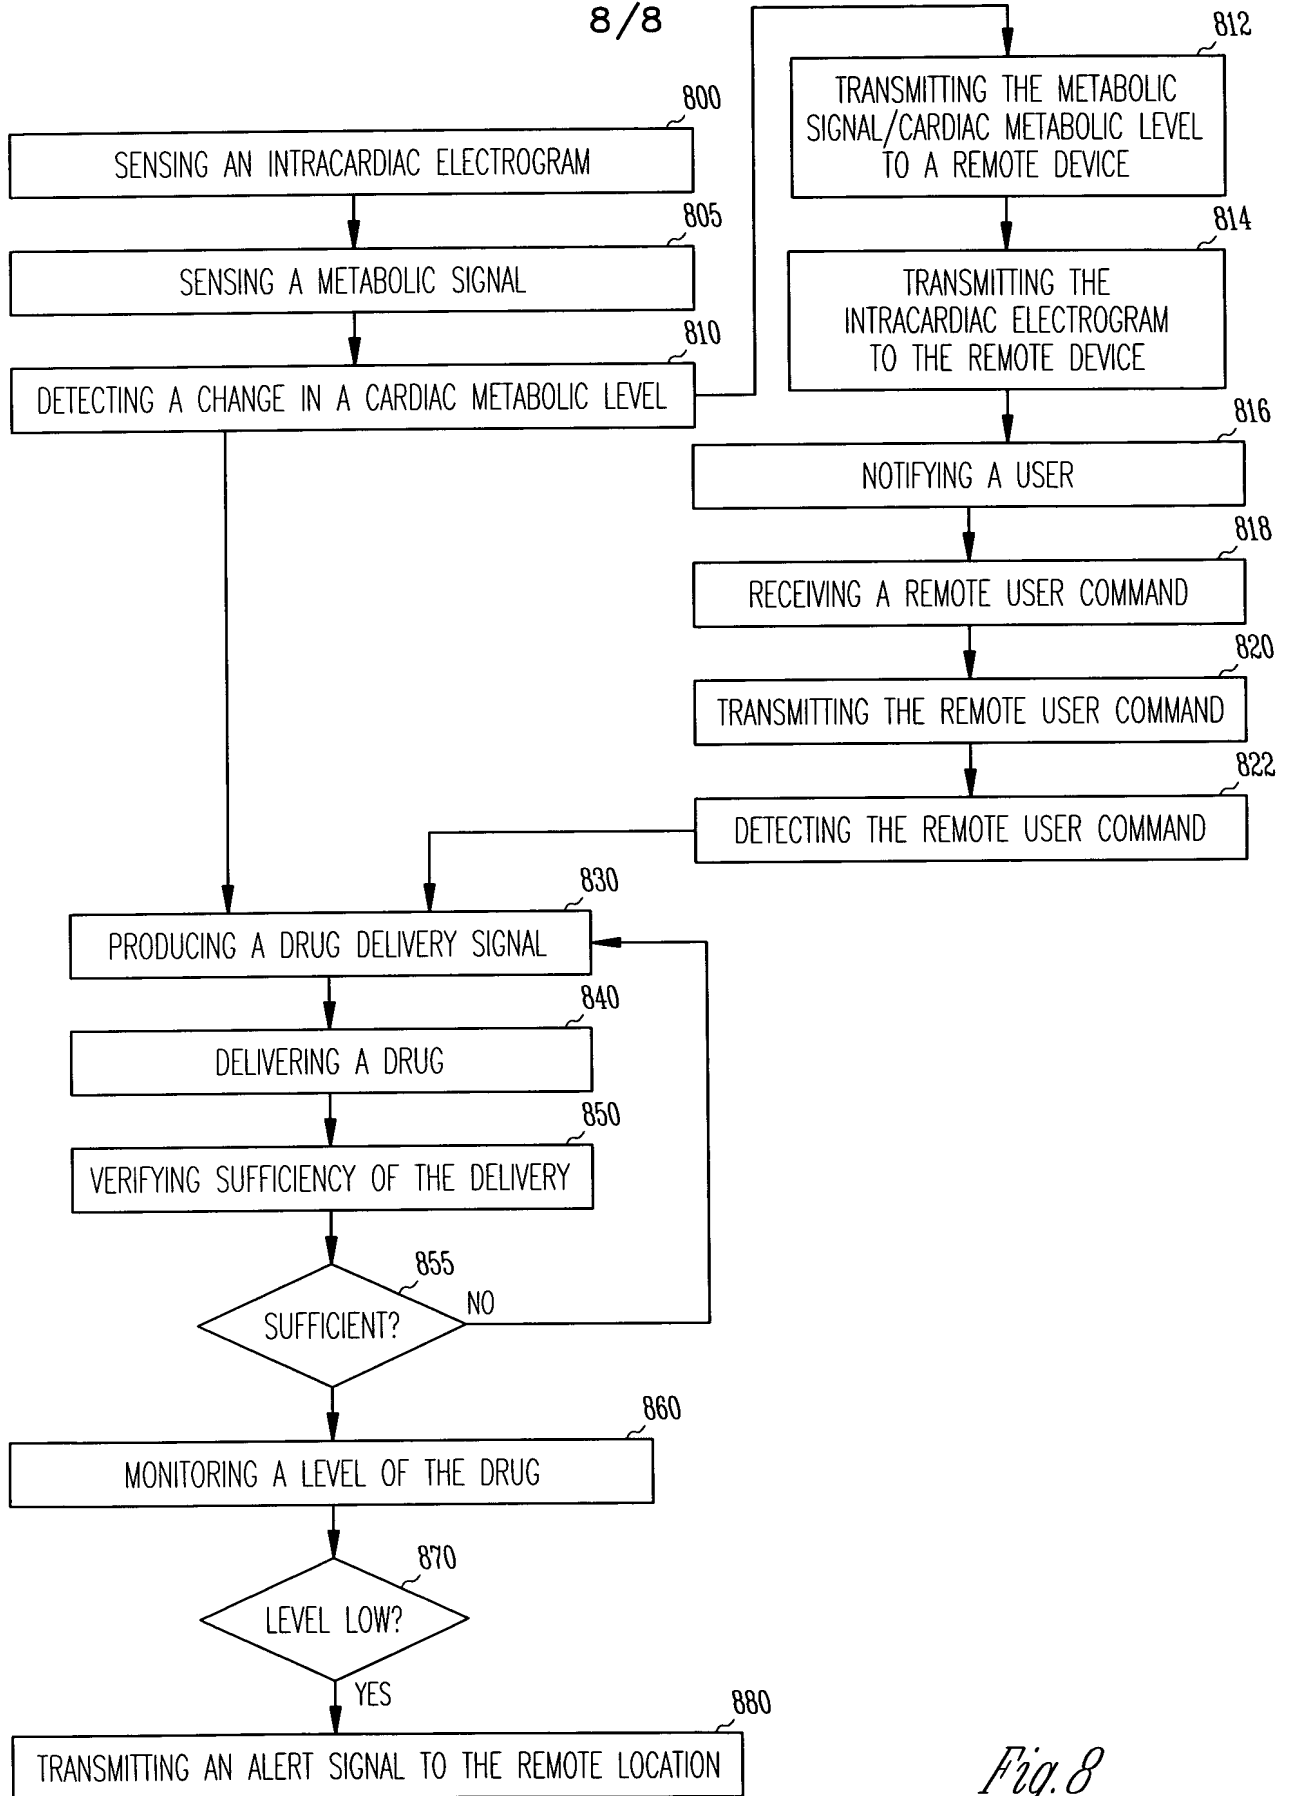 8/8
800
SENSING AN INTRACARDIAC ELECTROGRAM
805
SENSING A METABOLIC SIGNAL
810
DETECTING A CHANGE IN A CARDIAC METABOLIC LEVEL
812
TRANSMITTING THE METABOLIC
SIGNAL/CARDIAC METABOLIC LEVEL
TO A REMOTE DEVICE
814
TRANSMITTING THE
INTRACARDIAC ELECTROGRAM
TO THE REMOTE DEVICE
816
NOTIFYING A USER
818
RECEIVING A REMOTE USER COMMAND
820
TRANSMITTING THE REMOTE USER COMMAND
822
DETECTING THE REMOTE USER COMMAND
830
PRODUCING A DRUG DELIVERY SIGNAL
840
DELIVERING A DRUG
850
VERIFYING SUFFICIENCY OF THE DELIVERY
855
SUFFICIENT?
NO
860
MONITORING A LEVEL OF THE DRUG
870
LEVEL LOW?
YES
880
TRANSMITTING AN ALERT SIGNAL TO THE REMOTE LOCATION
Fig. 8